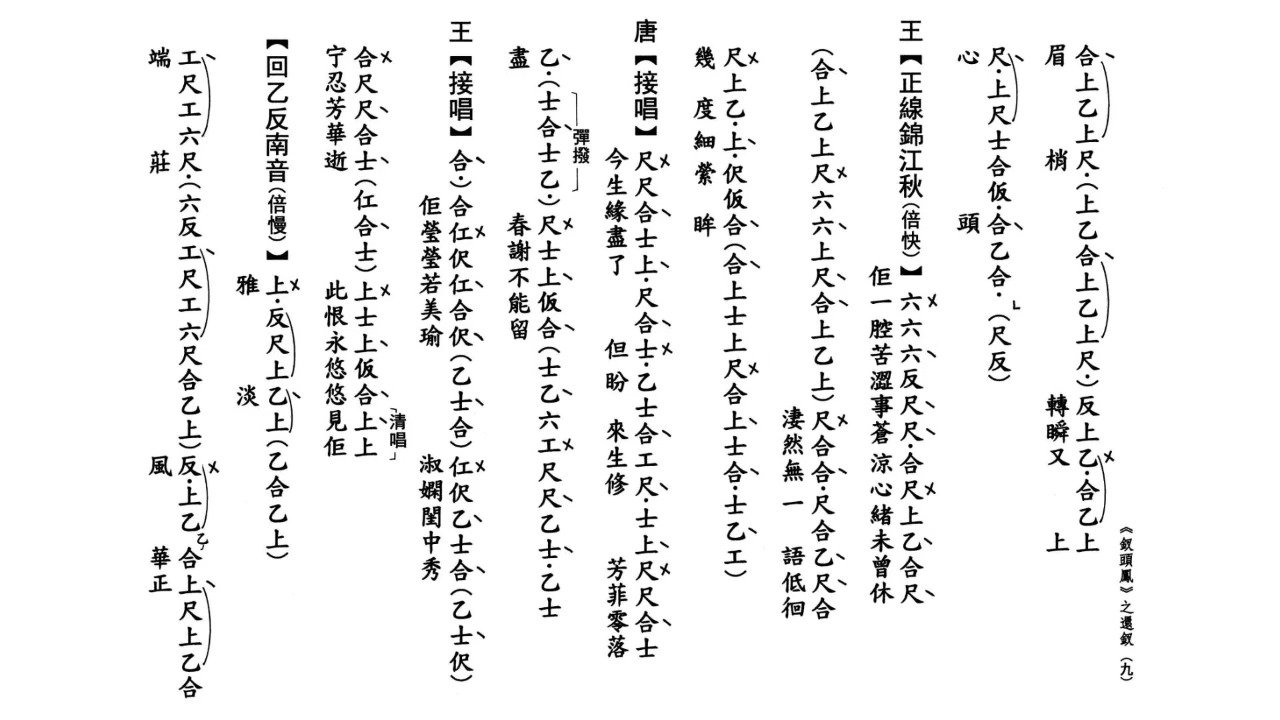 《釵頭鳳》之還釵（九）
合上乙上尺·（上乙合上乙上尺·）反上乙·合乙上
眉梢轉瞬又上
尺·上尺士合仮·合乙合·（尺反）
心頭
王【正線錦江秋（倍快）】六六六反尺尺·合尺上乙合尺
佢一腔苦澀事蒼涼心緒未曾休
（合上乙上尺六六上尺合上乙上）尺合合·尺合乙尺合
淒然無一語低徊
尺上乙·上·伬仮合（合上士上尺合上士合·士乙工）
幾度細縈眸
唐【接唱】尺尺合士上·尺合士·乙士合工尺·士上尺尺合士
今生緣盡了但盼來生修芳菲零落
乙·（士合士乙·）尺士上仮合（士乙六工尺尺乙士·乙士
彈撥
盡春謝不能留
王【接唱】合·）合仜伬仜合伬（乙士合）仜伬乙士合（乙士伬）
佢瑩瑩若美瑜淑嫻閨中秀
合尺尺合士（仜合士）上士上仮合上上
「清唱」
宁忍芳華逝此恨永悠悠見佢
【回乙反南音（倍慢）】上·反尺上乙上（乙合乙上）
雅淡
工尺工六尺·（六反工尺工六尺合乙上）反·上乙乙合上尺上乙合
端莊風華正